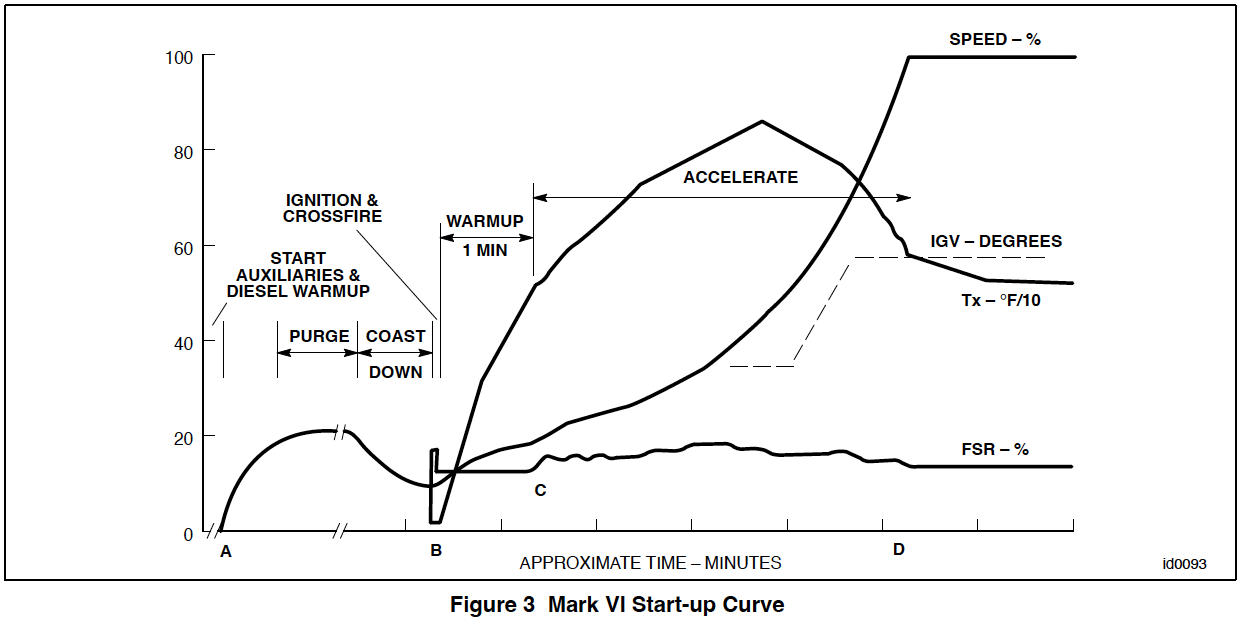 SPEED – %
100
80
60
40
20
0
IGNITION &
CROSSFIRE
START
AUXILIARIES &
DIESEL WARMUP
PURGE
COAST
DOWN
WARMUP
1 MIN
ACCELERATE
IGV – DEGREES
Tx – °F/10
FSR – %
A
B
C
D
APPROXIMATE TIME – MINUTES
id0093
Figure 3 Mark VI Start-up Curve